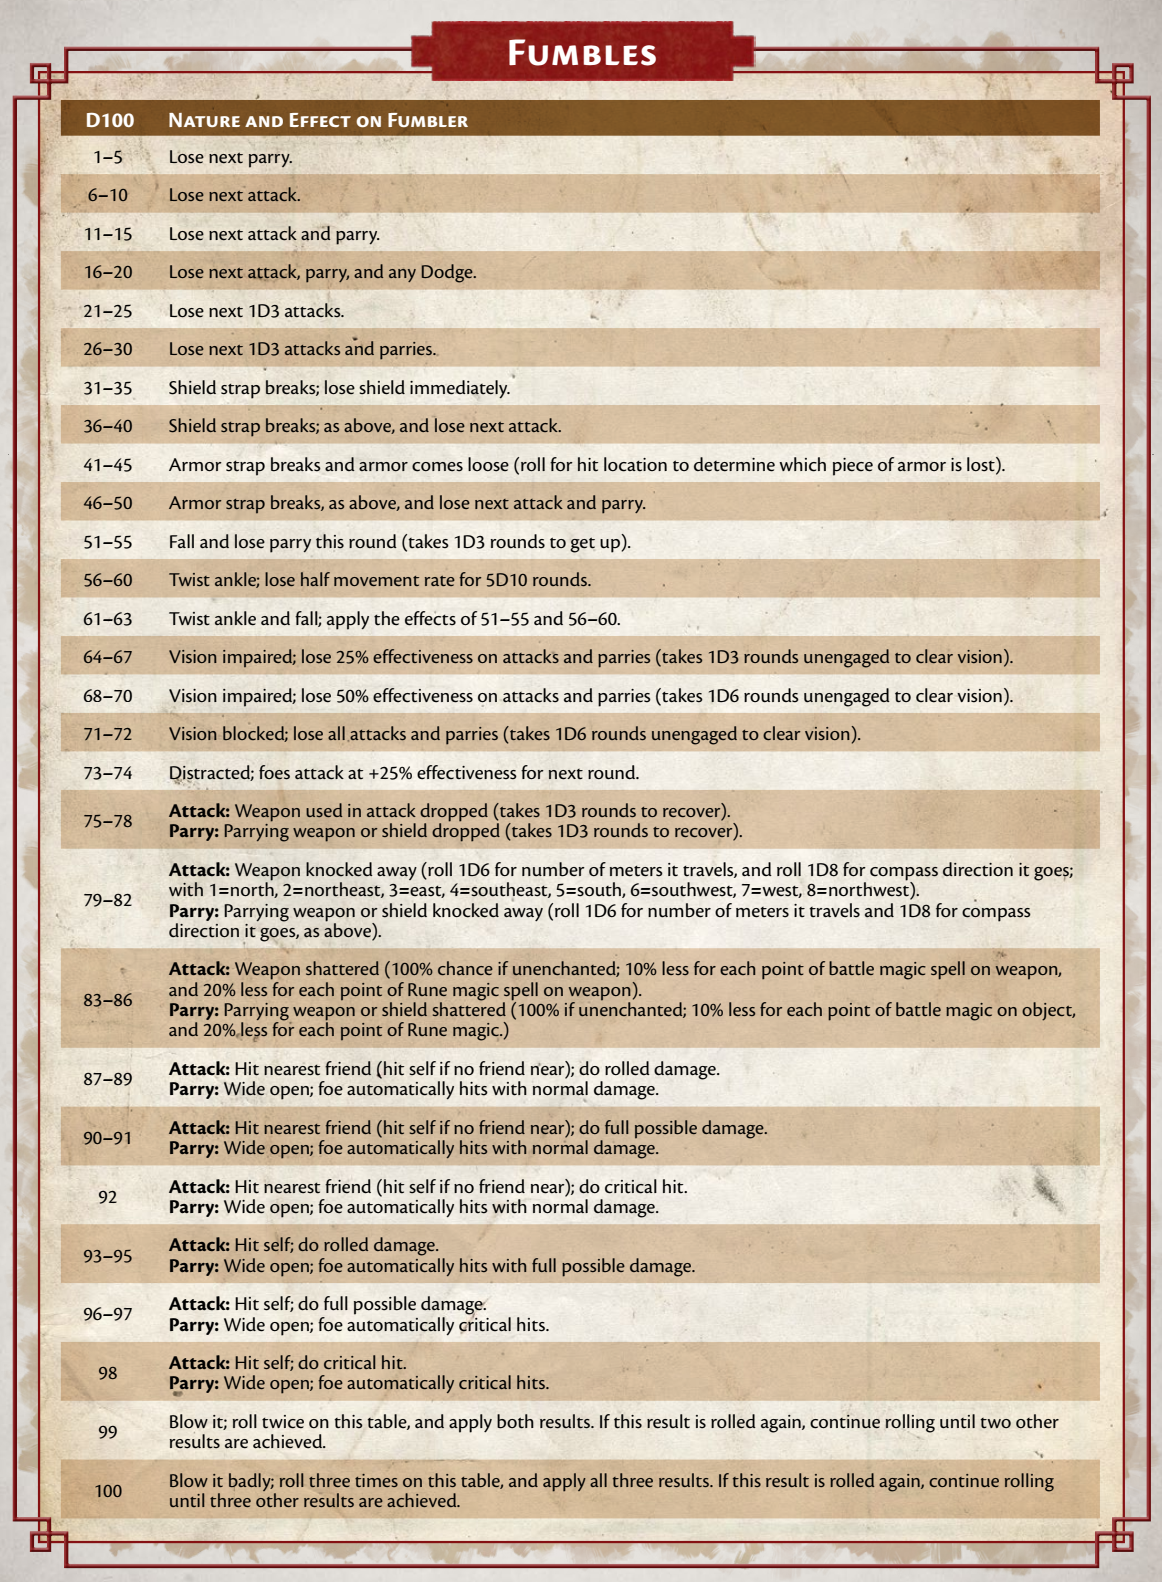 FUMBLES
D100 NATURE AND EFFECT ON FUMBLER
1–5 Lose next parry.
6–10 Lose next attack.
11–15 Lose next attack and parry.
16–20 Lose next attack, parry, and any Dodge.
21–25 Lose next 1D3 attacks.
26–30 Lose next 1D3 attacks and parries.
31–35 Shield strap breaks; lose shield immediately.
36–40 Shield strap breaks; as above, and lose next attack.
41–45 Armor strap breaks and armor comes loose (roll for hit location to determine which piece of armor is lost).
46–50 Armor strap breaks, as above, and lose next attack and parry.
51–55 Fall and lose parry this round (takes 1D3 rounds to get up).
56–60 Twist ankle; lose half movement rate for 5D10 rounds.
61–63 Twist ankle and fall; apply the effects of 51–55 and 56–60.
64–67 Vision impaired; lose 25% effectiveness on attacks and parries (takes 1D3 rounds unengaged to clear vision).
68–70 Vision impaired; lose 50% effectiveness on attacks and parries (takes 1D6 rounds unengaged to clear vision).
71–72 Vision blocked; lose all attacks and parries (takes 1D6 rounds unengaged to clear vision).
73–74 Distracted; foes attack at +25% effectiveness for next round.
75–78 Attack: Weapon used in attack dropped (takes 1D3 rounds to recover).
Parry: Parrying weapon or shield dropped (takes 1D3 rounds to recover).
79–82 Attack: Weapon knocked away (roll 1D6 for number of meters it travels, and roll 1D8 for compass direction it goes;
with 1=north, 2=northeast, 3=east, 4=southeast, 5=south, 6=southwest, 7=west, 8=northwest).
Parry: Parrying weapon or shield knocked away (roll 1D6 for number of meters it travels and 1D8 for compass
direction it goes, as above).
83–86 Attack: Weapon shattered (100% chance if unenchanted; 10% less for each point of battle magic spell on weapon,
and 20% less for each point of Rune magic spell on weapon).
Parry: Parrying weapon or shield shattered (100% if unenchanted; 10% less for each point of battle magic on object,
and 20% less for each point of Rune magic.)
87–89 Attack: Hit nearest friend (hit self if no friend near); do rolled damage.
Parry: Wide open; foe automatically hits with normal damage.
90–91 Attack: Hit nearest friend (hit self if no friend near); do full possible damage.
Parry: Wide open; foe automatically hits with normal damage.
92 Attack: Hit nearest friend (hit self if no friend near); do critical hit.
Parry: Wide open; foe automatically hits with normal damage.
93–95 Attack: Hit self; do rolled damage.
Parry: Wide open; foe automatically hits with full possible damage.
96–97 Attack: Hit self; do full possible damage.
Parry: Wide open; foe automatically critical hits.
98 Attack: Hit self; do critical hit.
Parry: Wide open; foe automatically critical hits.
99 Blow it; roll twice on this table, and apply both results. If this result is rolled again, continue rolling until two other
results are achieved.
100 Blow it badly; roll three times on this table, and apply all three results. If this result is rolled again, continue rolling
until three other results are achieved.